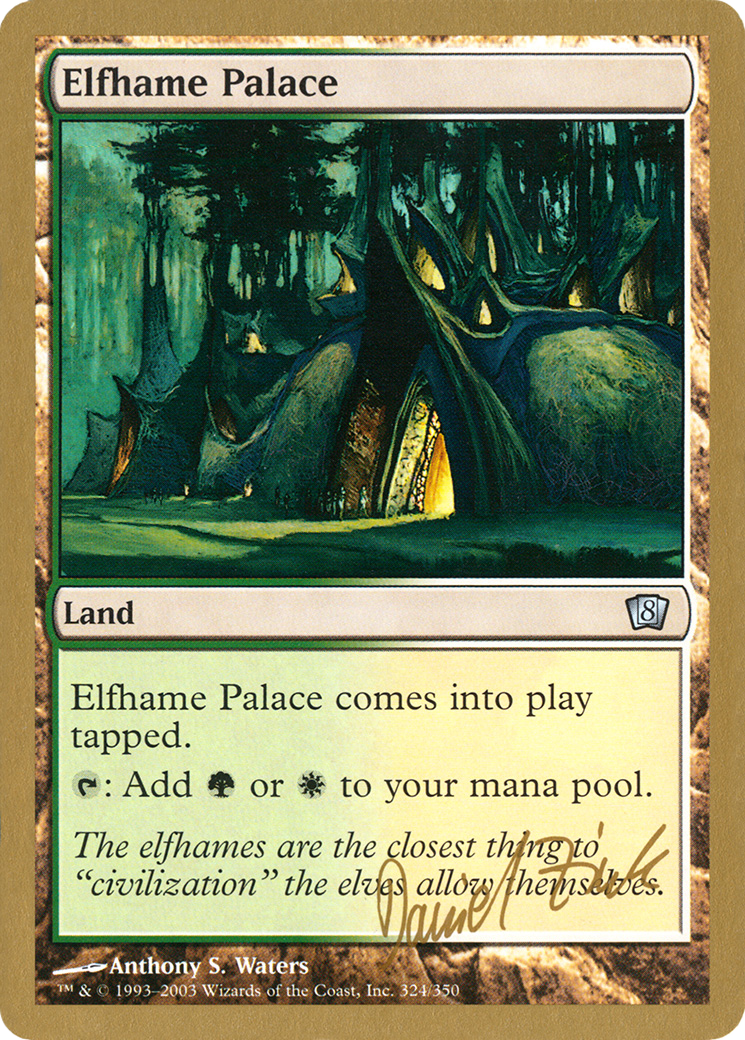 Elfhame Palace
Land
8
Elfhame Palace comes into play
tapped.
: Add or to your mana pool.
The elfhames are the closest thing to
“civilization” the elves allow themselves.
Daniel Zink
Anthony S. Waters
™ & © 1993–2003 Wizards of the Coast, Inc. 324/350